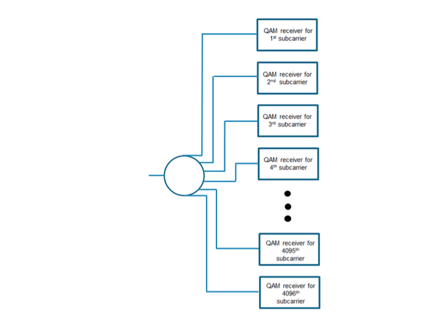 QAM receiver for
1st subcarrier
QAM receiver for
2nd subcarrier
QAM receiver for
3rd subcarrier
QAM receiver for
4th subcarrier
QAM receiver for
4095th
subcarrier
QAM receiver for
4096th
subcarrier